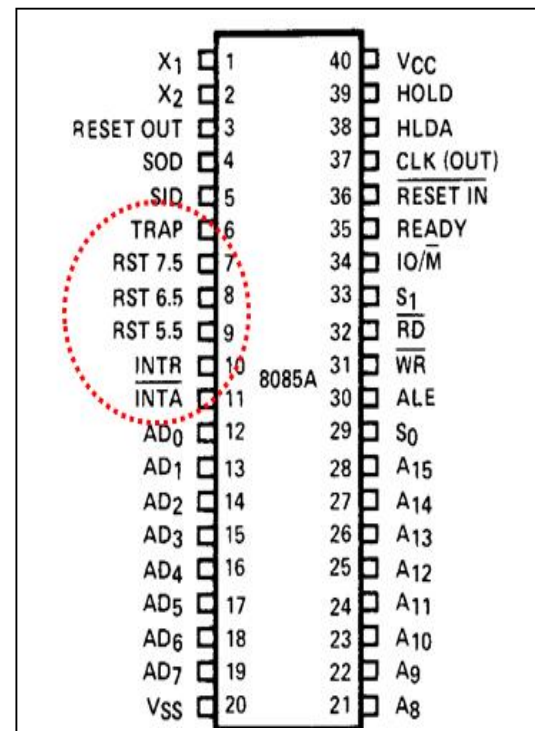 X1 1 40 VCC
X2 2 39 HOLD
RESET OUT 3 38 HLDA
SOD 4 37 CLK (OUT)
SID 5 36 RESET IN
TRAP 6 35 READY
RST 7.5 7 34 IO/M
RST 6.5 8 33 S1
RST 5.5 9 32 RD
INTR 10 31 WR
8085A
INTA 11 30 ALE
AD0 12 29 S0
AD1 13 28 A15
AD2 14 27 A14
AD3 15 26 A13
AD4 16 25 A12
AD5 17 24 A11
AD6 18 23 A10
AD7 19 22 A9
VSS 20 21 A8